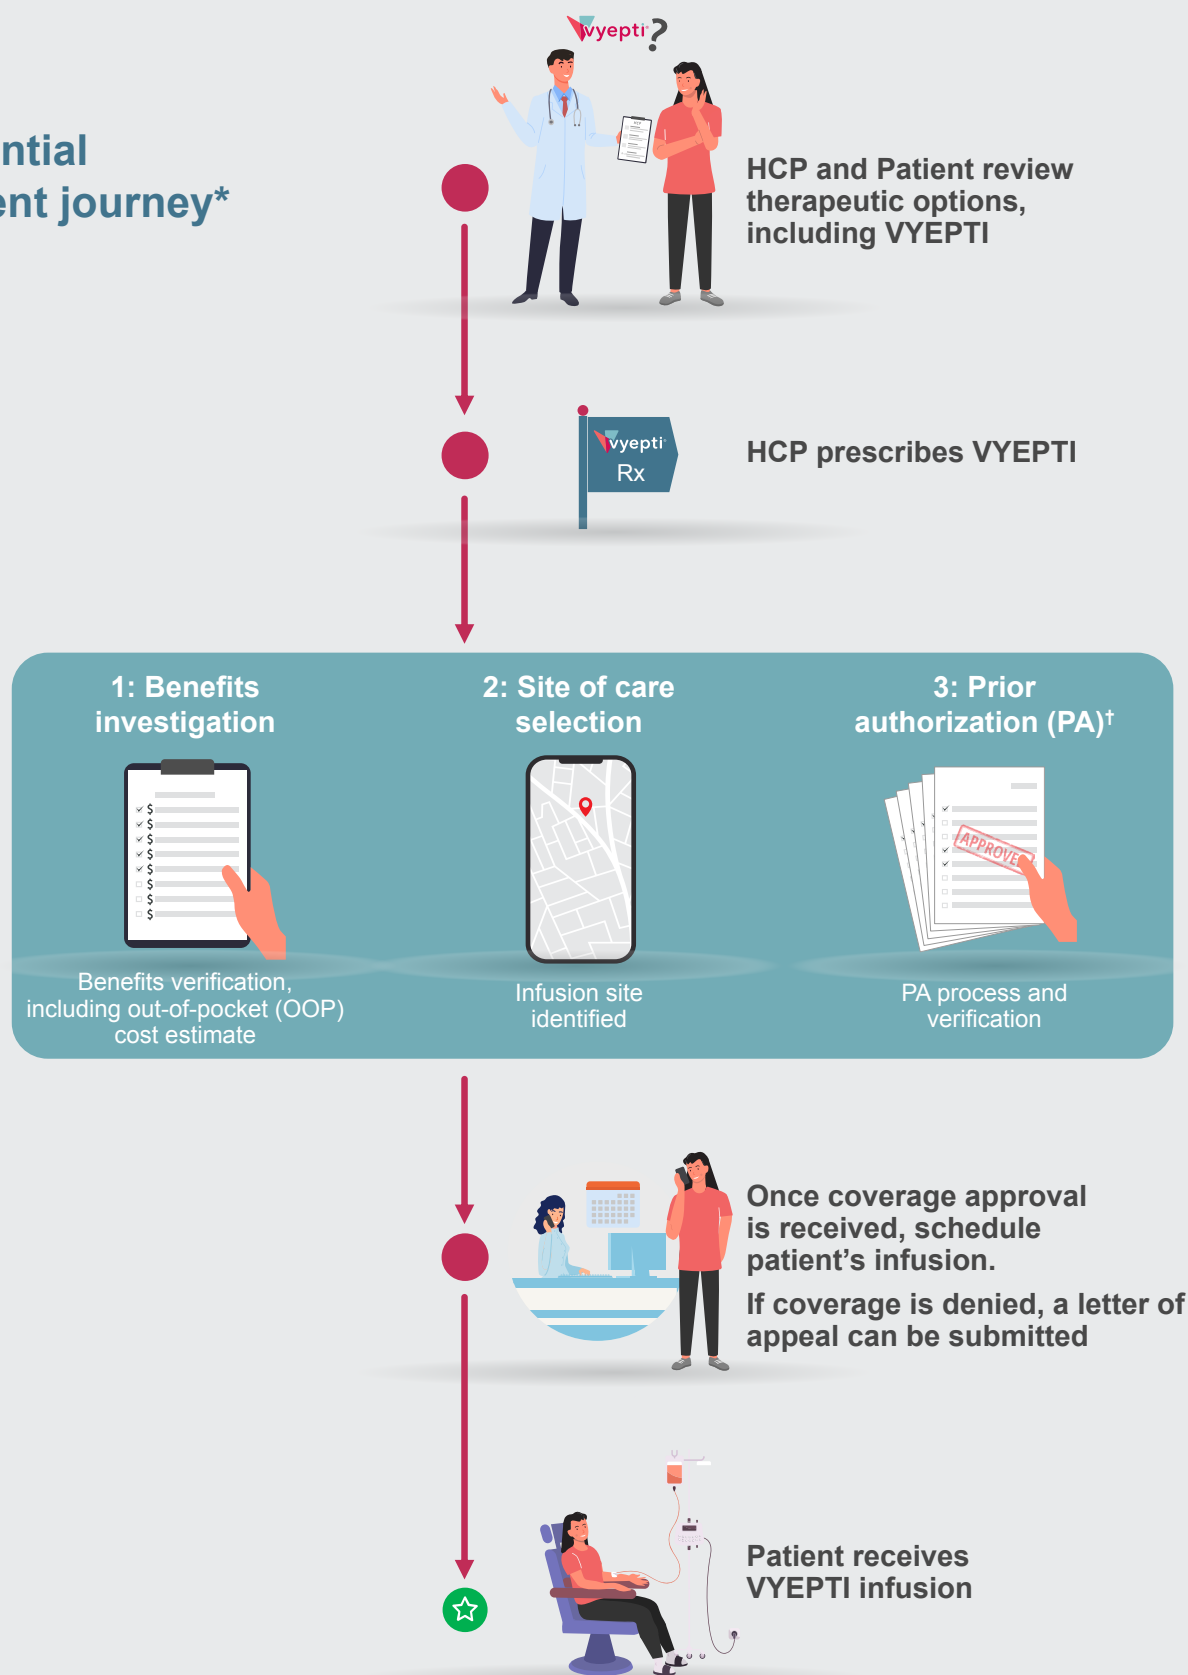 vyepti?
ntial
ent journey*
HCP and Patient review
therapeutic options,
including VYEPTI
HCP
vyepti
Rx
HCP prescribes VYEPTI
1: Benefits
investigation
2: Site of care
selection
3: Prior
authorization (PA)†
$
$
$
$
$
$
$
$
APPROVED
Benefits verification,
including out-of-pocket (OOP)
cost estimate
Infusion site
identified
PA process and
verification
Once coverage approval
is received, schedule
patient’s infusion.
If coverage is denied, a letter of
appeal can be submitted
Patient receives
VYEPTI infusion